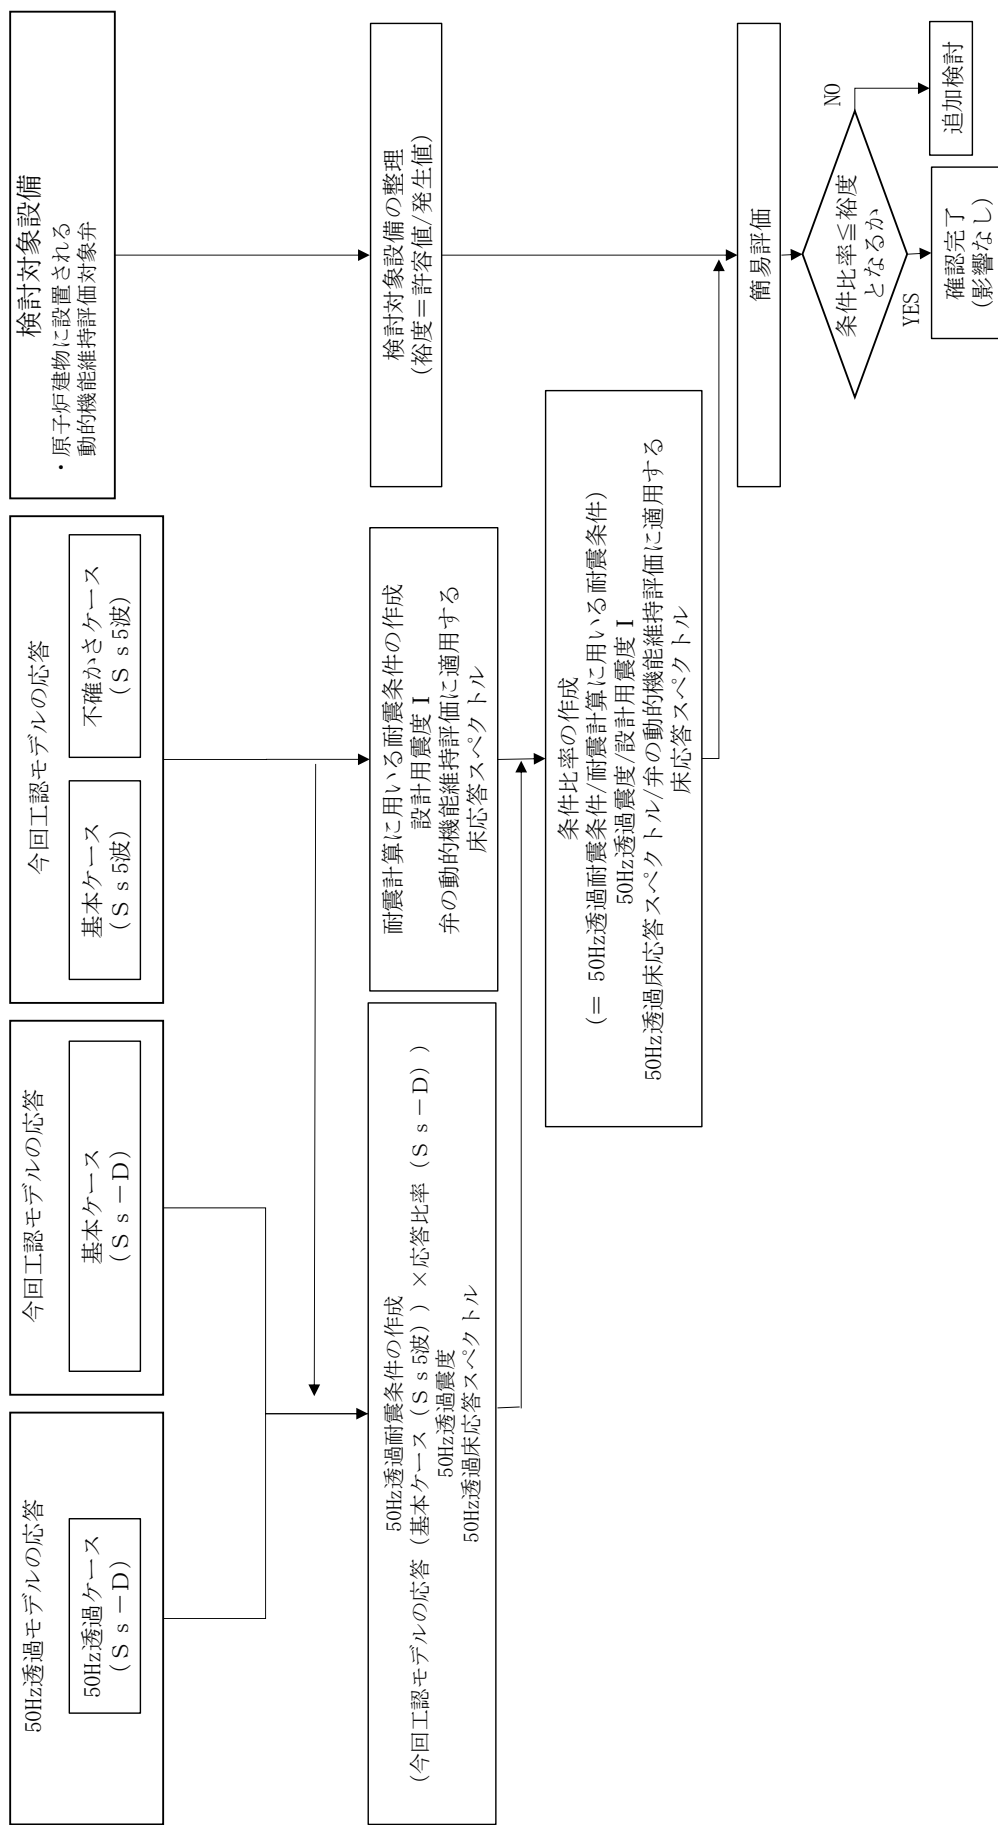 50Hz透過モデルの応答
50Hz透過ケース
(Ｓｓ－Ｄ)
今回工認モデルの応答
基本ケース
(Ｓｓ－Ｄ)
今回工認モデルの応答
基本ケース
(Ｓｓ5波)
不確かさケース
(Ｓｓ5波)
検討対象設備
・原子炉建物に設置される
動的機能維持評価対象弁
50Hz透過耐震条件の作成
(今回工認モデルの応答（基本ケース（Ｓｓ5波））×応答比率（Ｓｓ－Ｄ）)
50Hz透過震度
50Hz透過床応答スペクトル
耐震計算に用いる耐震条件の作成
設計用震度Ⅰ
弁の動的機能維持評価に適用する
床応答スペクトル
検討対象設備の整理
(裕度＝許容値/発生値)
条件比率の作成
(＝ 50Hz透過耐震条件/耐震計算に用いる耐震条件)
50Hz透過震度/設計用震度Ⅰ
50Hz透過床応答スペクトル/弁の動的機能維持評価に適用する
床応答スペクトル
簡易評価
条件比率≦裕度
となるか
NO
YES
追加検討
確認完了
(影響なし)